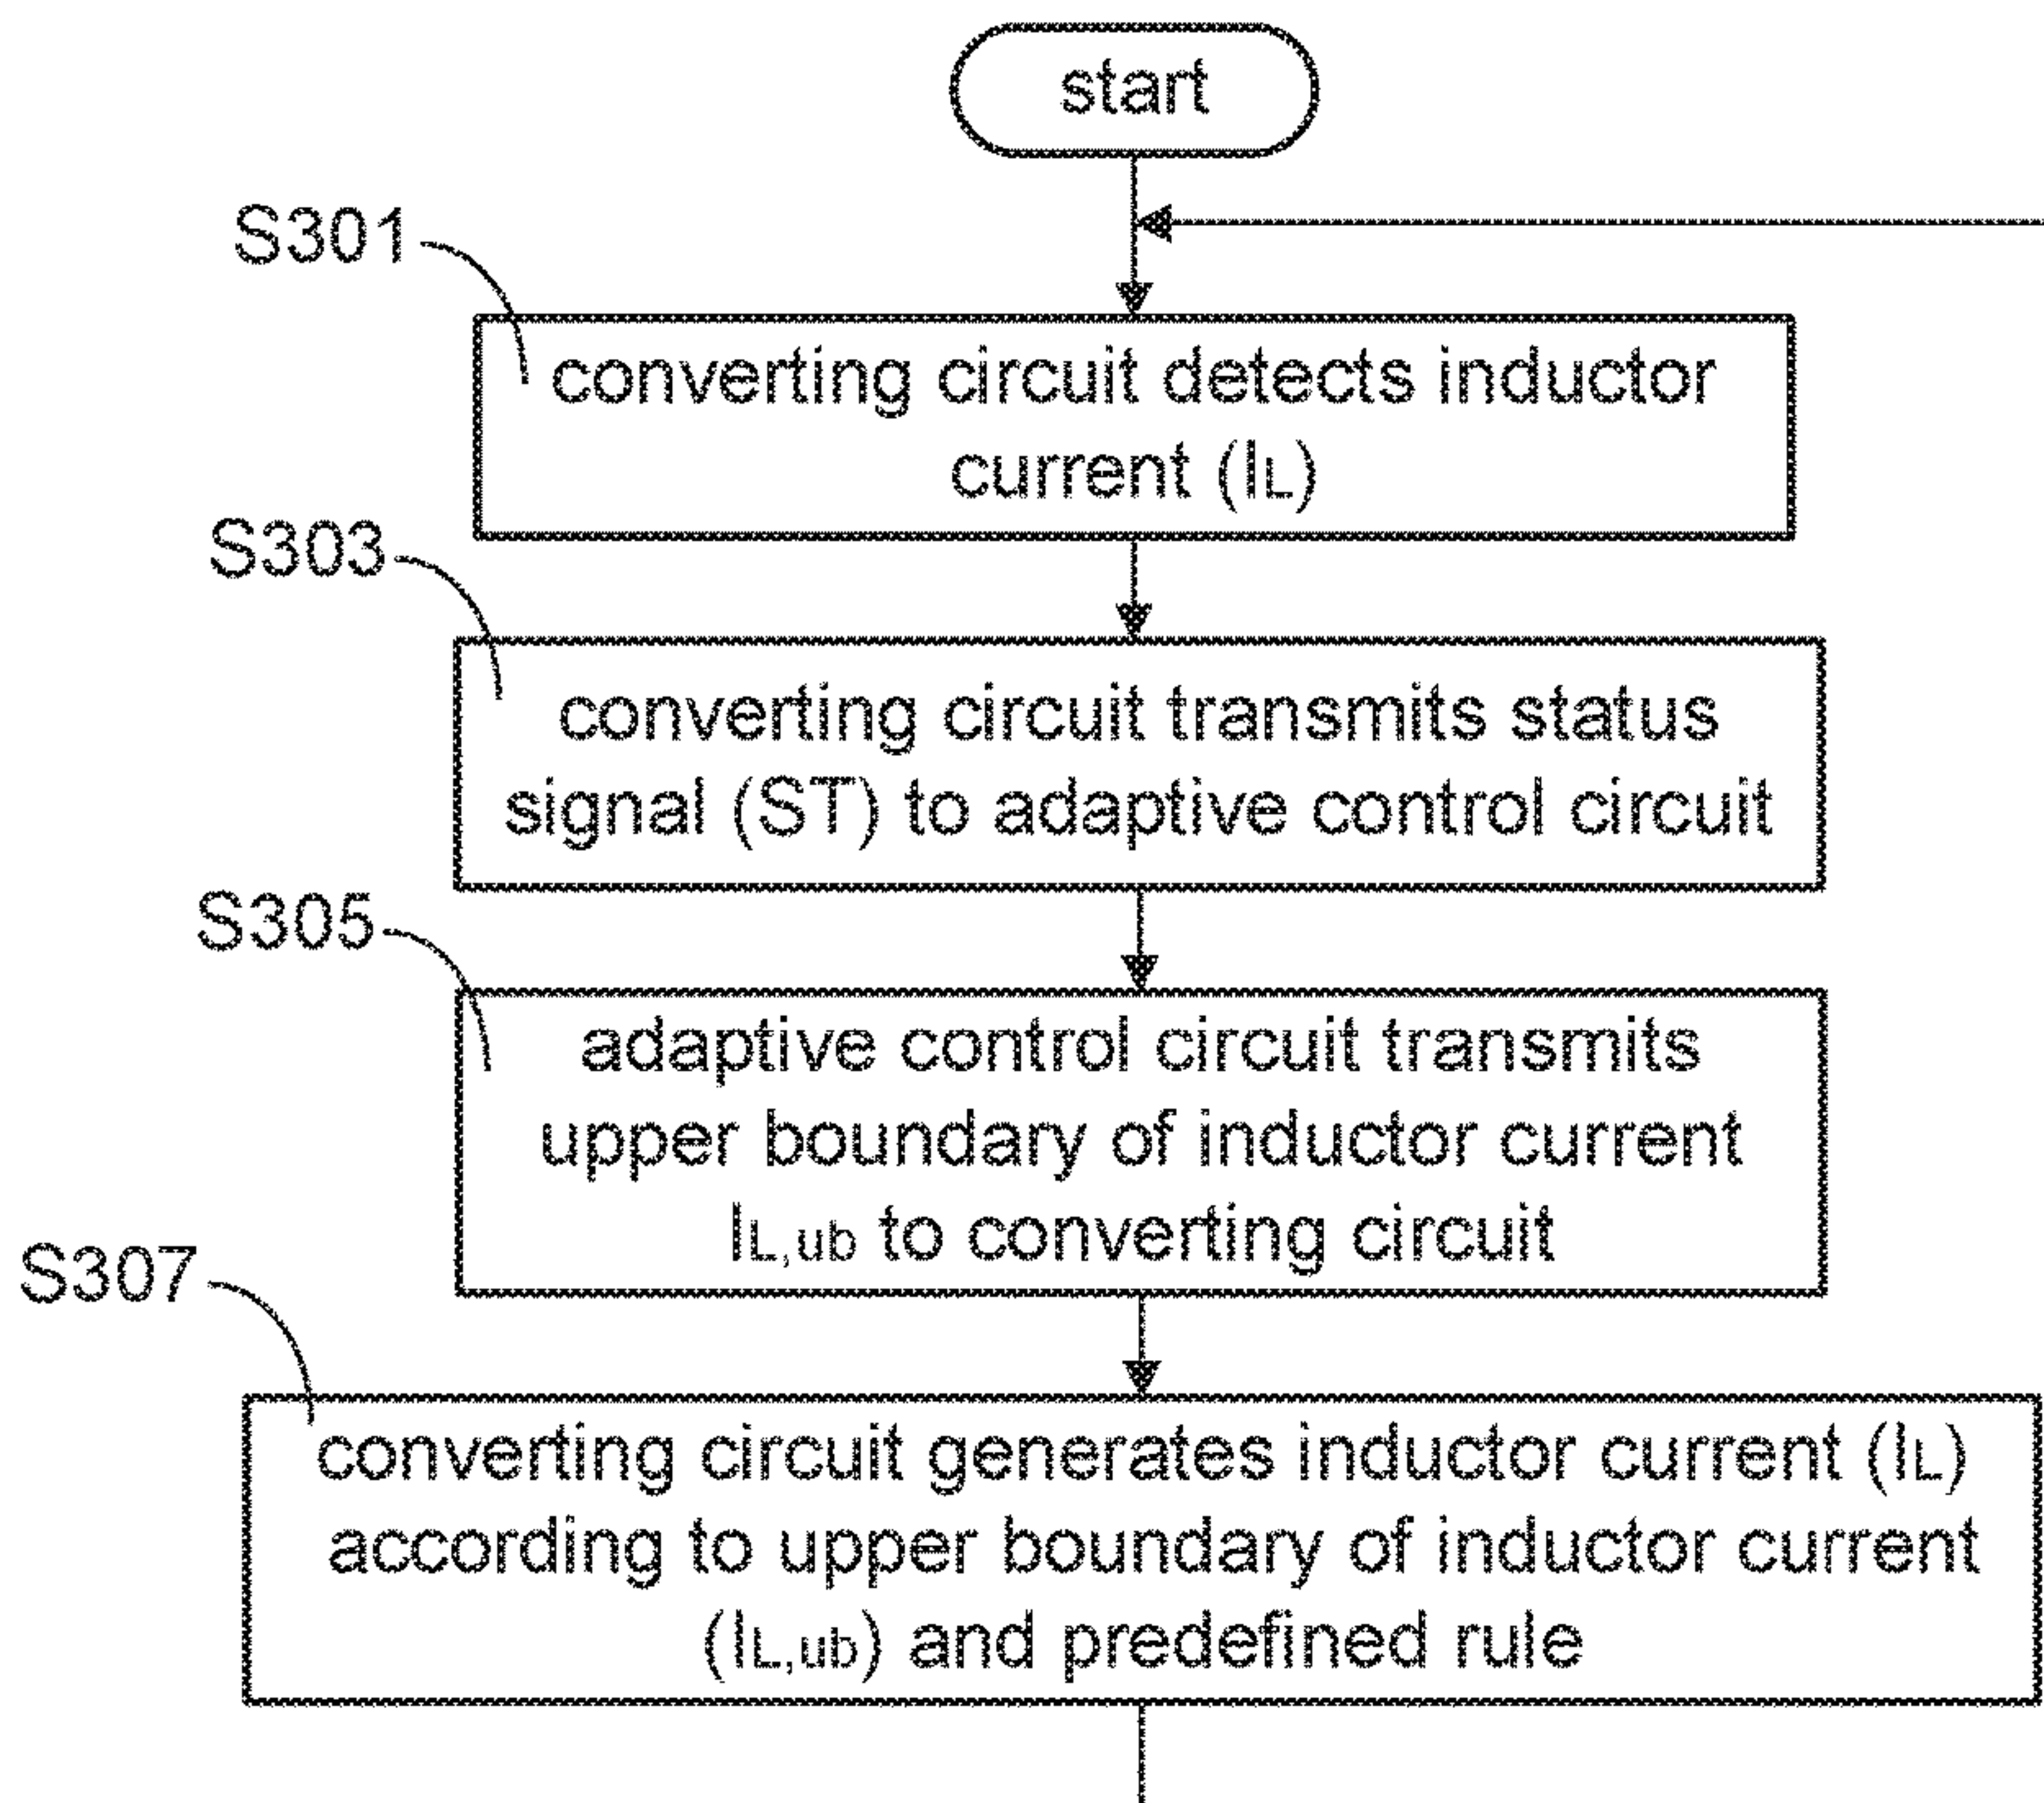 start
S301
converting circuit detects inductor
current (IL)
S303
converting circuit transmits status
signal (ST) to adaptive control circuit
S305
adaptive control circuit transmits
upper boundary of inductor current
IL,ub to converting circuit
S307
converting circuit generates inductor current (IL)
according to upper boundary of inductor current
(IL,ub) and predefined rule